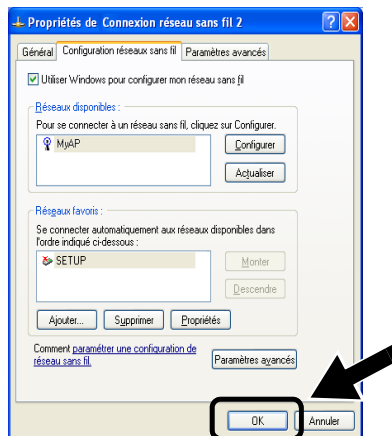 Propriétés de Connexion réseau sans fil 2
Général Configuration réseaux sans fil Paramètres avancés
Utiliser Windows pour configurer mon réseau sans fil
Réseaux disponibles :
Pour se connecter à un réseau sans fil, cliquez sur Configurer.
MyAP
Configurer
Actualiser
Réseaux favoris :
Se connecter automatiquement aux réseaux disponibles dans
l'ordre indiqué ci-dessous :
SETUP
Monter
Descendre
Ajouter... Supprimer Propriétés
Comment paramétrer une configuration de
réseau sans fil.
Paramètres avancés
OK Annuler